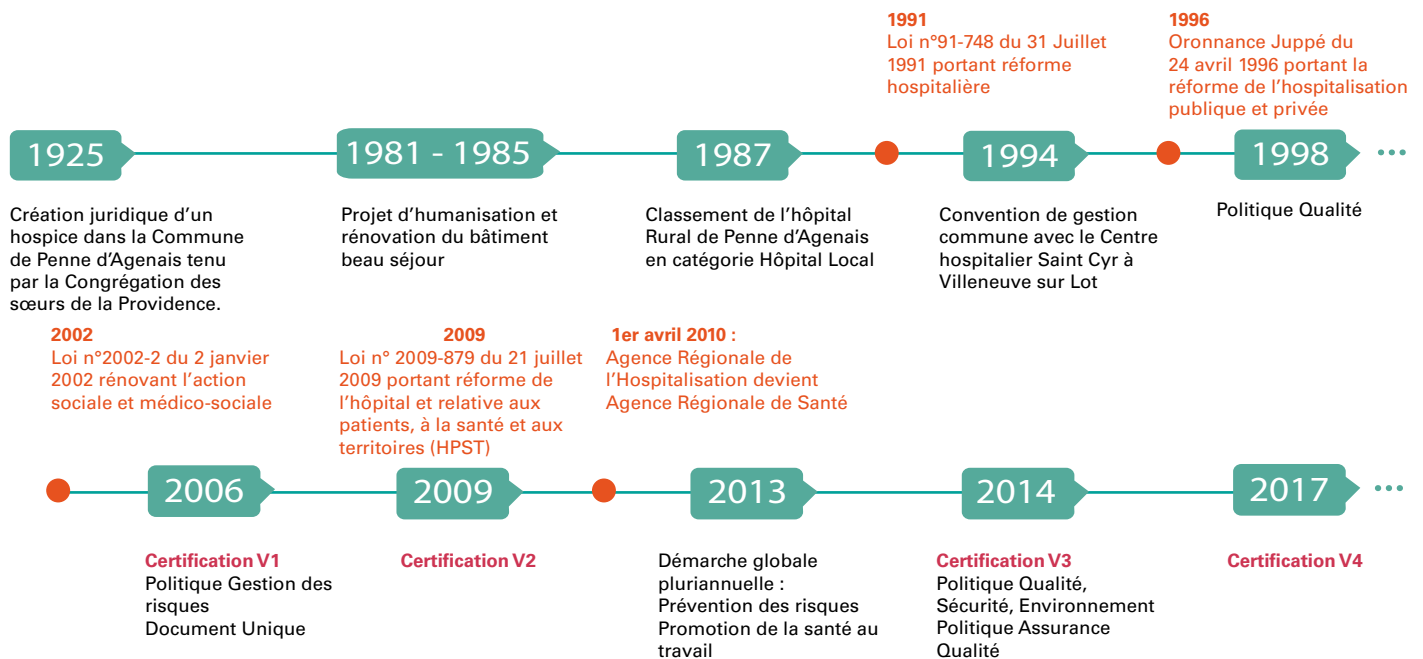 1991
Loi n°91-748 du 31 Juillet
1991 portant réforme
hospitalière
1996
Oronnance Juppé du
24 avril 1996 portant la
réforme de l'hospitalisation
publique et privée
1925
1981 - 1985
1987
1994
1998
...
Création juridique d'un
hospice dans la Commune
de Penne d'Agenais tenu
par la Congrégation des
sœurs de la Providence.
Projet d'humanisation et
rénovation du bâtiment
beau séjour
Classement de l'hôpital
Rural de Penne d'Agenais
en catégorie Hôpital Local
Convention de gestion
commune avec le Centre
hospitalier Saint Cyr à
Villeneuve sur Lot
Politique Qualité
2002
Loi n°2002-2 du 2 janvier
2002 rénovant l'action
sociale et médico-sociale
2009
Loi n° 2009-879 du 21 juillet
2009 portant réforme de
l'hôpital et relative aux
patients, à la santé et aux
territoires (HPST)
1er avril 2010 :
Agence Régionale de
l'Hospitalisation devient
Agence Régionale de Santé
2006
2009
2013
2014
2017
...
Certification V1
Politique Gestion des
risques
Document Unique
Certification V2
Démarche globale
pluriannuelle :
Prévention des risques
Promotion de la santé au
travail
Certification V3
Politique Qualité,
Sécurité, Environnement
Politique Assurance
Qualité
Certification V4